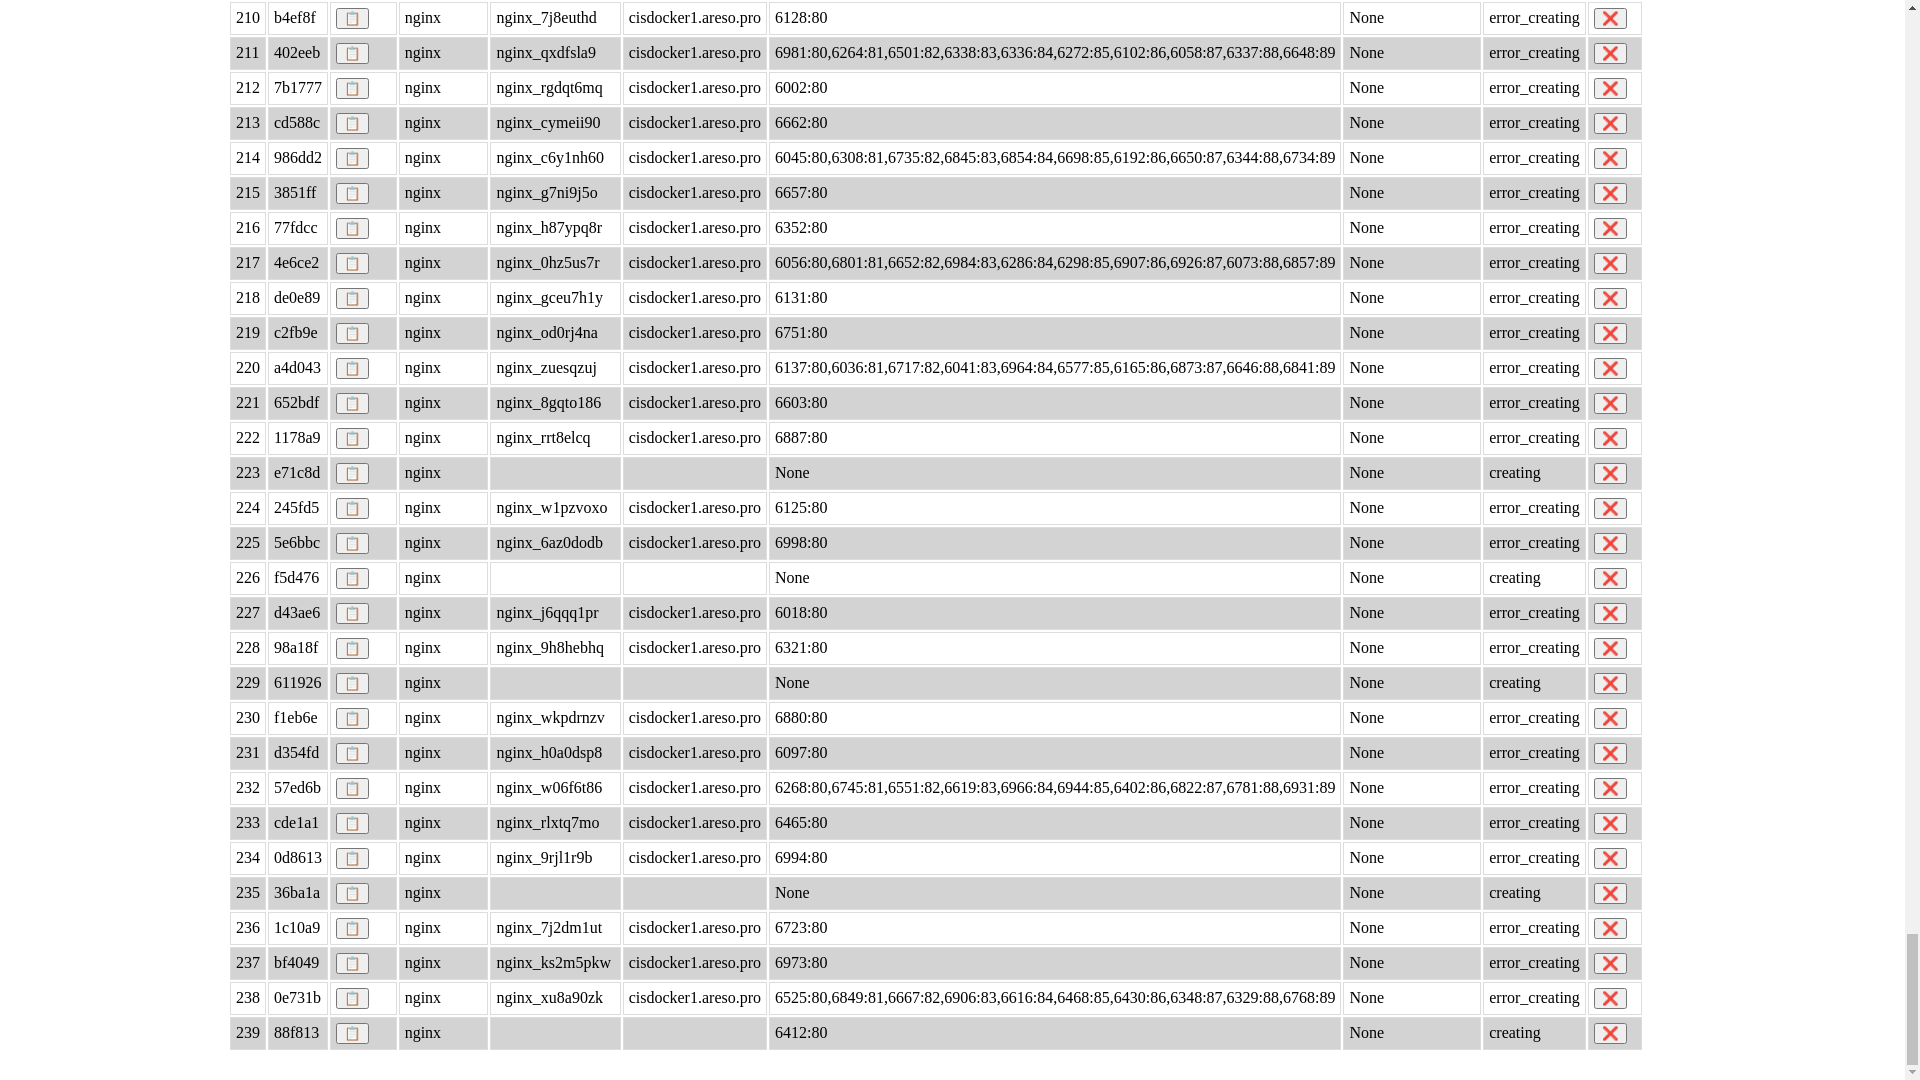 210 b4ef8f nginx nginx_7j8euthd cisdocker1.areso.pro 6128:80 None error_creating
211 402eeb nginx nginx_qxdfsla9 cisdocker1.areso.pro 6981:80,6264:81,6501:82,6338:83,6336:84,6272:85,6102:86,6058:87,6337:88,6648:89 None error_creating
212 7b1777 nginx nginx_rgdqt6mq cisdocker1.areso.pro 6002:80 None error_creating
213 cd588c nginx nginx_cymeii90 cisdocker1.areso.pro 6662:80 None error_creating
214 986dd2 nginx nginx_c6y1nh60 cisdocker1.areso.pro 6045:80,6308:81,6735:82,6845:83,6854:84,6698:85,6192:86,6650:87,6344:88,6734:89 None error_creating
215 3851ff nginx nginx_g7ni9j5o cisdocker1.areso.pro 6657:80 None error_creating
216 77fdcc nginx nginx_h87ypq8r cisdocker1.areso.pro 6352:80 None error_creating
217 4e6ce2 nginx nginx_0hz5us7r cisdocker1.areso.pro 6056:80,6801:81,6652:82,6984:83,6286:84,6298:85,6907:86,6926:87,6073:88,6857:89 None error_creating
218 de0e89 nginx nginx_gceu7h1y cisdocker1.areso.pro 6131:80 None error_creating
219 c2fb9e nginx nginx_od0rj4na cisdocker1.areso.pro 6751:80 None error_creating
220 a4d043 nginx nginx_zuesqzuj cisdocker1.areso.pro 6137:80,6036:81,6717:82,6041:83,6964:84,6577:85,6165:86,6873:87,6646:88,6841:89 None error_creating
221 652bdf nginx nginx_8gqto186 cisdocker1.areso.pro 6603:80 None error_creating
222 1178a9 nginx nginx_rrt8elcq cisdocker1.areso.pro 6887:80 None error_creating
223 e71c8d nginx None None creating
224 245fd5 nginx nginx_w1pzvoxo cisdocker1.areso.pro 6125:80 None error_creating
225 5e6bbc nginx nginx_6az0dodb cisdocker1.areso.pro 6998:80 None error_creating
226 f5d476 nginx None None creating
227 d43ae6 nginx nginx_j6qqq1pr cisdocker1.areso.pro 6018:80 None error_creating
228 98a18f nginx nginx_9h8hebhq cisdocker1.areso.pro 6321:80 None error_creating
229 611926 nginx None None creating
230 f1eb6e nginx nginx_wkpdrnzv cisdocker1.areso.pro 6880:80 None error_creating
231 d354fd nginx nginx_h0a0dsp8 cisdocker1.areso.pro 6097:80 None error_creating
232 57ed6b nginx nginx_w06f6t86 cisdocker1.areso.pro 6268:80,6745:81,6551:82,6619:83,6966:84,6944:85,6402:86,6822:87,6781:88,6931:89 None error_creating
233 cde1a1 nginx nginx_rlxtq7mo cisdocker1.areso.pro 6465:80 None error_creating
234 0d8613 nginx nginx_9rjl1r9b cisdocker1.areso.pro 6994:80 None error_creating
235 36ba1a nginx None None creating
236 1c10a9 nginx nginx_7j2dm1ut cisdocker1.areso.pro 6723:80 None error_creating
237 bf4049 nginx nginx_ks2m5pkw cisdocker1.areso.pro 6973:80 None error_creating
238 0e731b nginx nginx_xu8a90zk cisdocker1.areso.pro 6525:80,6849:81,6667:82,6906:83,6616:84,6468:85,6430:86,6348:87,6329:88,6768:89 None error_creating
239 88f813 nginx 6412:80 None creating